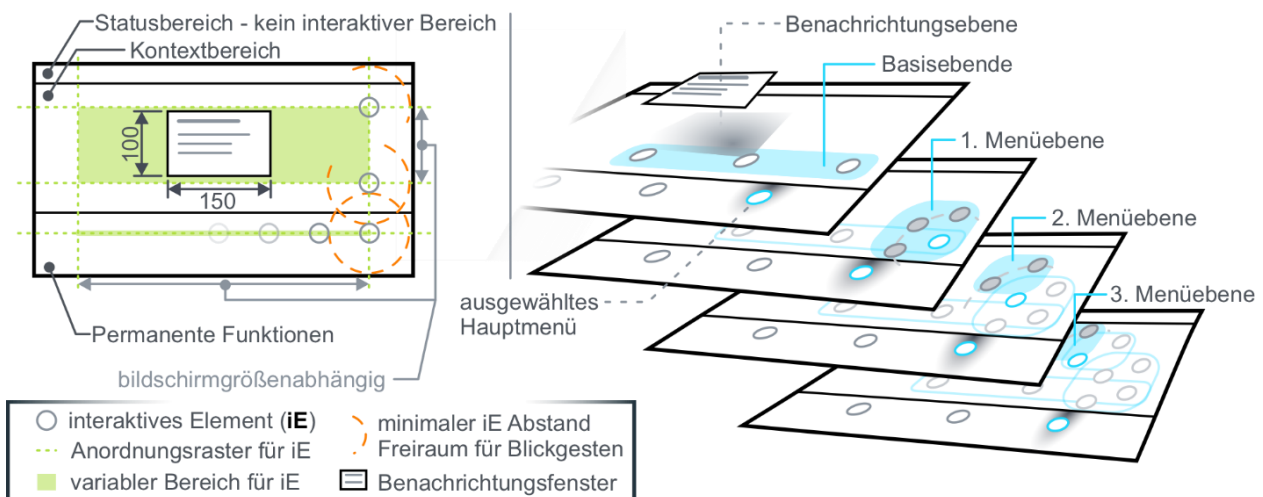 Statusbereich - kein interaktiver Bereich
Kontextbereich
100
150
Permanente Funktionen
bildschirmgrößenabhängig
Benachrichtigungsebene
Basisebende
1. Menüebene
2. Menüebene
3. Menüebene
ausgewähltes
Hauptmenü
interaktives Element (iE)
Anordnungsraster für iE
variabler Bereich für iE
minimaler iE Abstand
Freiraum für Blickgesten
Benachrichtungsfenster